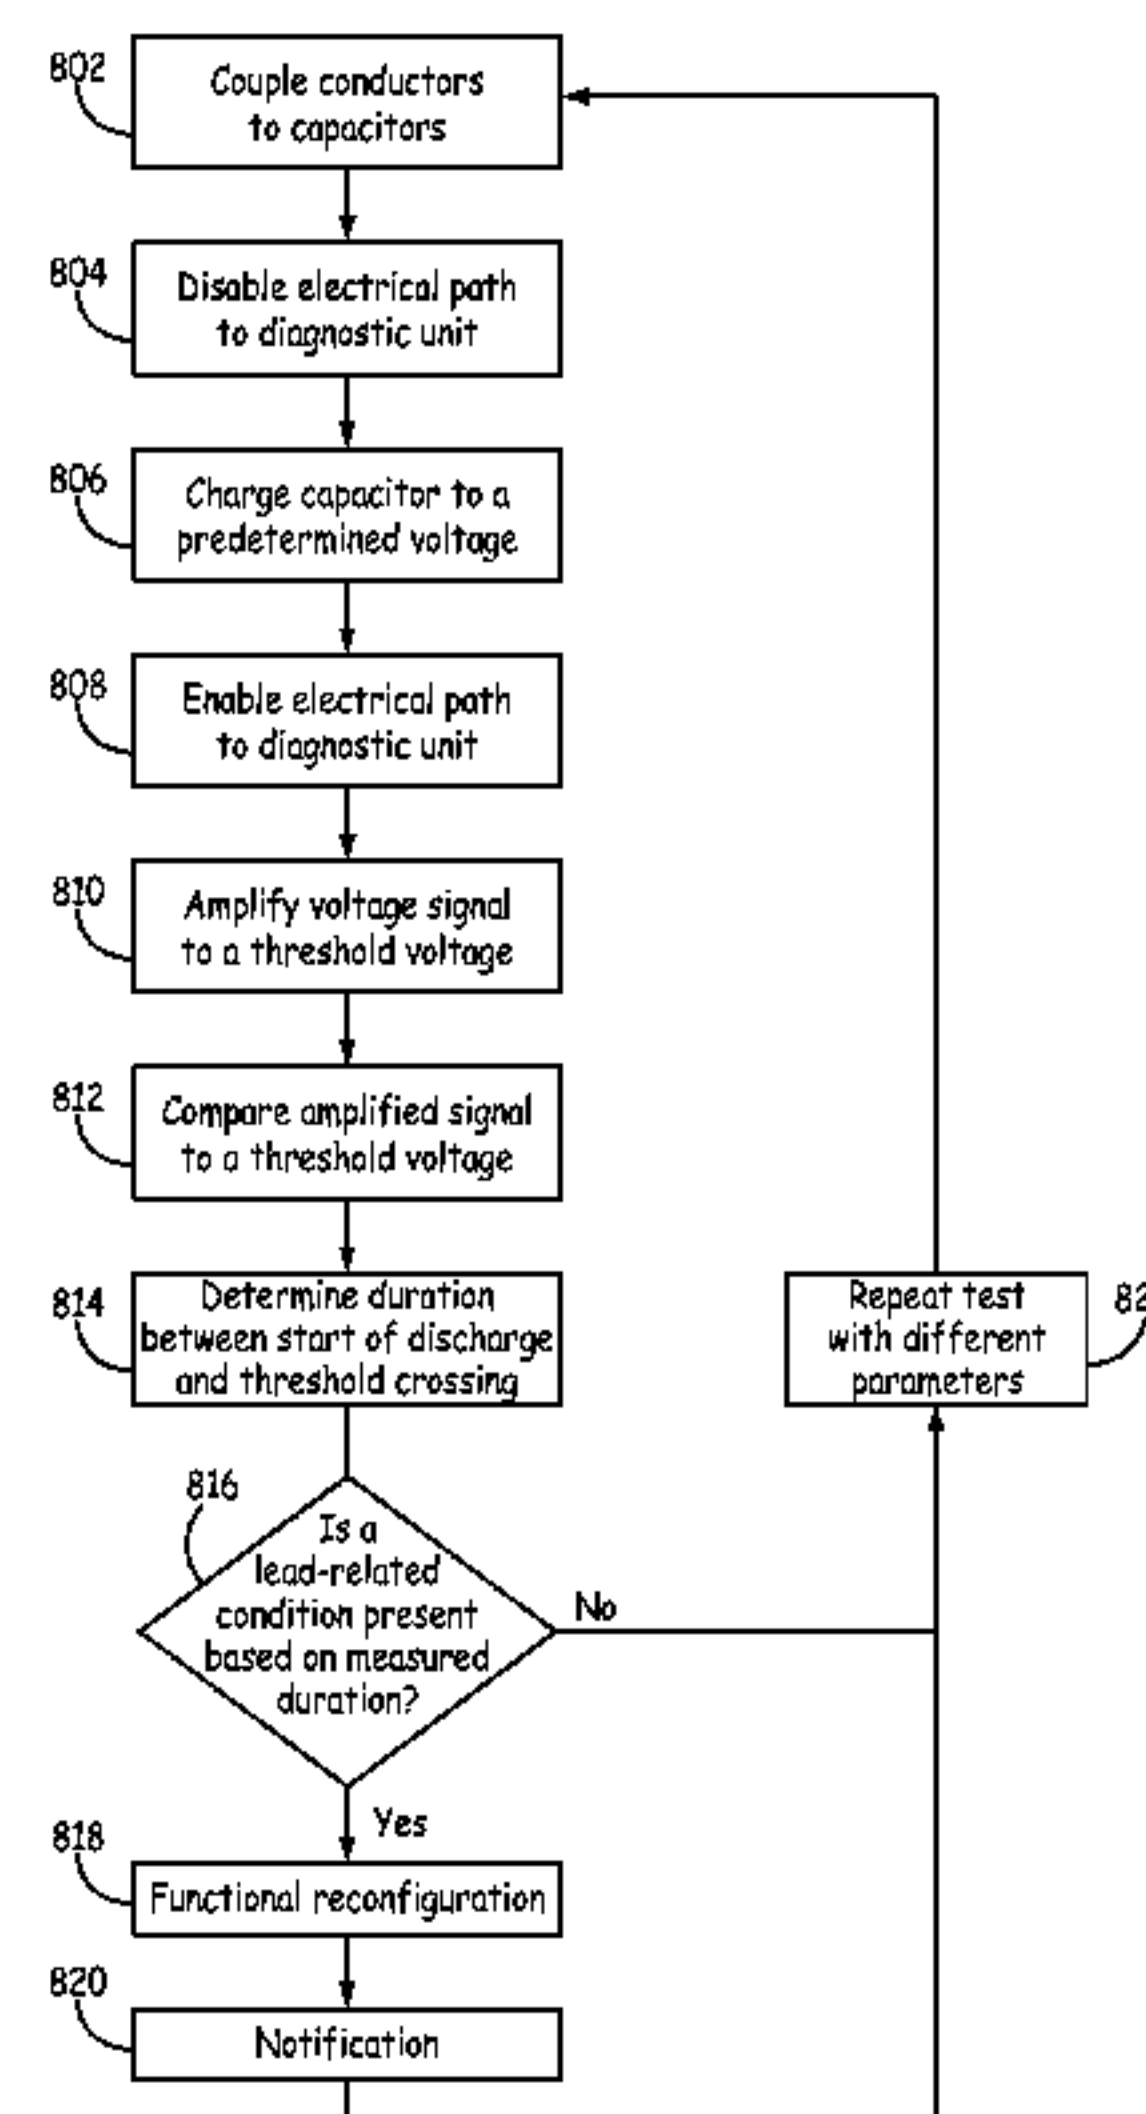 802
Couple conductors
to capacitors
804
Disable electrical path
to diagnostic unit
806
Charge capacitor to a
predetermined voltage
808
Enable electrical path
to diagnostic unit
810
Amplify voltage signal
to a threshold voltage
812
Compare amplified signal
to a threshold voltage
814
Determine duration
between start of discharge
and threshold crossing
Repeat test
with different
parameters
816
Is a
lead-related
condition present
based on measured
duration?
No
Yes
818
Functional reconfiguration
820
Notification